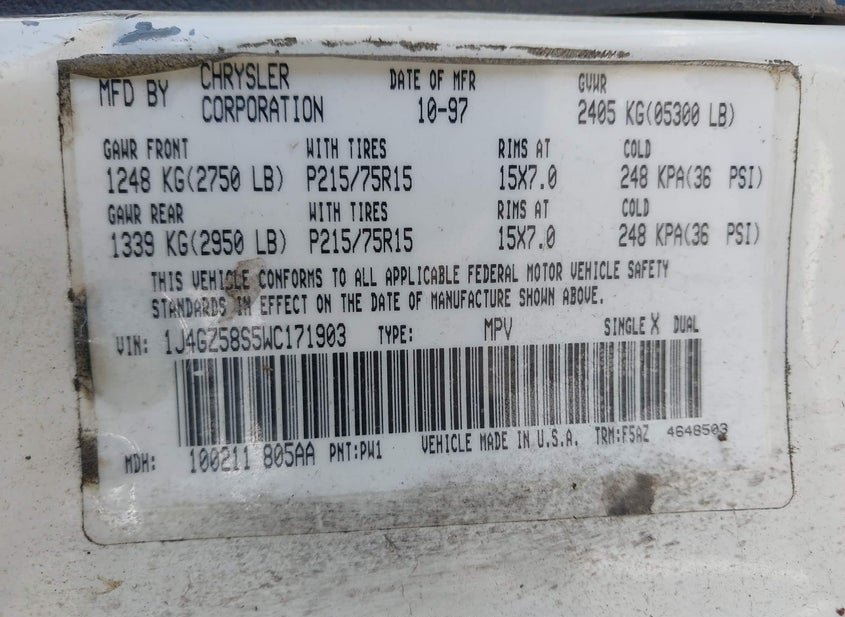 MFD BY CHRYSLER CORPORATION DATE OF MFR 10-97 GVWR 2405 KG(05300 LB)
GAWR FRONT WITH TIRES RIMS AT COLD
1248 KG(2750 LB) P215/75R15 15X7.0 248 KPA(36 PSI)
GAWR REAR WITH TIRES RIMS AT COLD
1339 KG(2950 LB) P215/75R15 15X7.0 248 KPA(36 PSI)
THIS VEHICLE CONFORMS TO ALL APPLICABLE FEDERAL MOTOR VEHICLE SAFETY
STANDARDS IN EFFECT ON THE DATE OF MANUFACTURE SHOWN ABOVE.
VIN: 1J4GZ58S5WC171903 TYPE: MPV SINGLE X DUAL
MDH: 100211 805AA PNT:PW1 VEHICLE MADE IN U.S.A. TRM:F5AZ 4648503